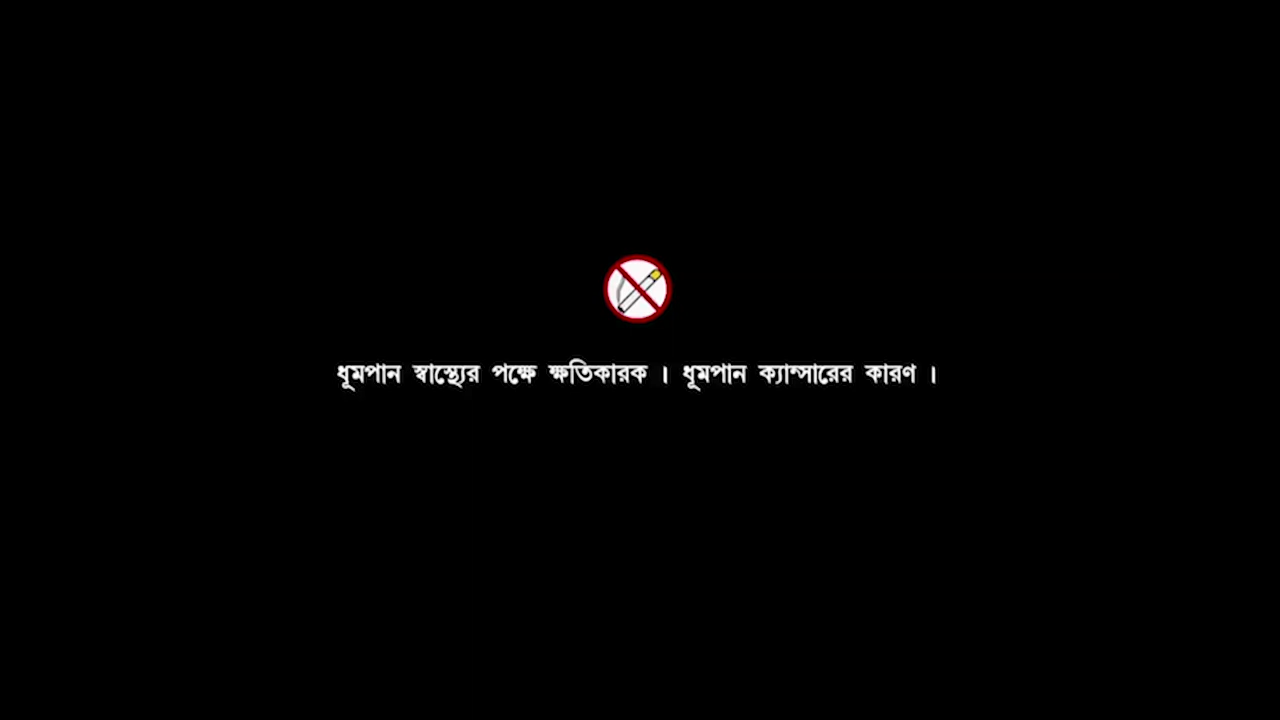 ধূমপান স্বাস্থ্যের পক্ষে ক্ষতিকারক । ধূমপান ক্যান্সারের কারণ ।